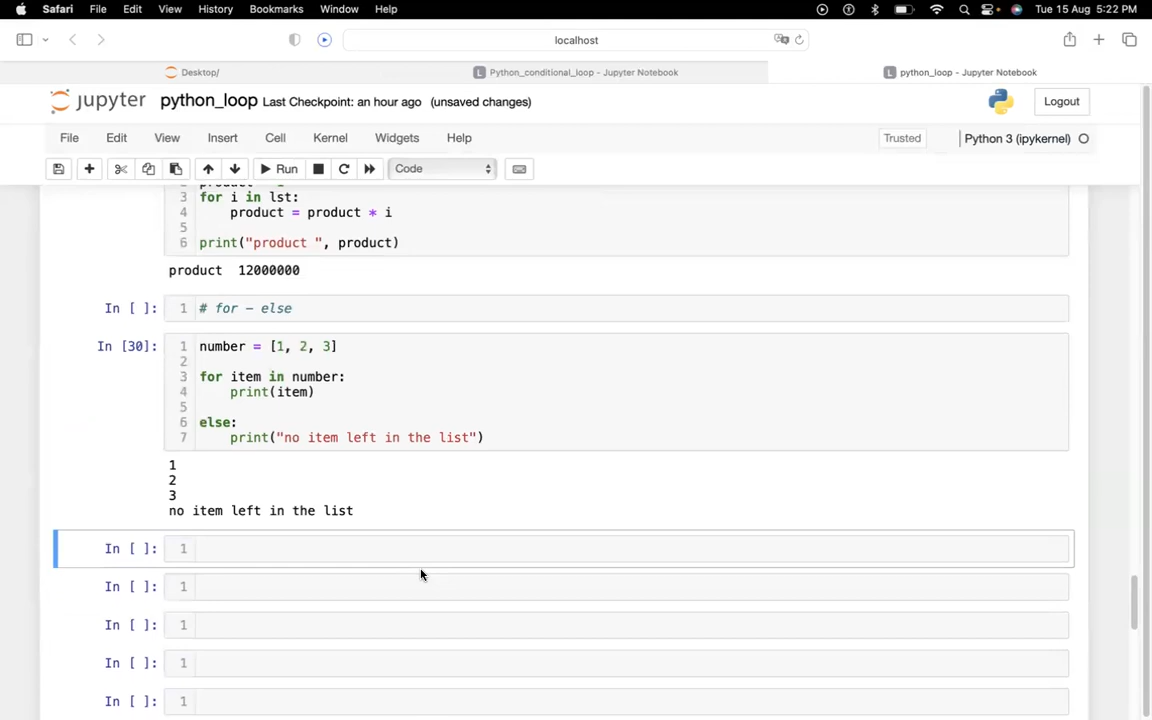 Safari File Edit View History Bookmarks Window Help Tue 15 Aug 5:22 PM
localhost
Desktop/ Python_conditional_loop - Jupyter Notebook python_loop - Jupyter Notebook
jupyter python_loop Last Checkpoint: an hour ago (unsaved changes) Logout
File Edit View Insert Cell Kernel Widgets Help Trusted Python 3 (ipykernel)
Run Code
3 for i in lst:
4 product = product * i
5
6 print("product ", product)
product 12000000
In [ ]: 1 # for - else
In [30]: 1 number = [1, 2, 3]
2
3 for item in number:
4 print(item)
5
6 else:
7 print("no item left in the list")
1
2
3
no item left in the list
In [ ]: 1
In [ ]: 1
In [ ]: 1
In [ ]: 1
In [ ]: 1